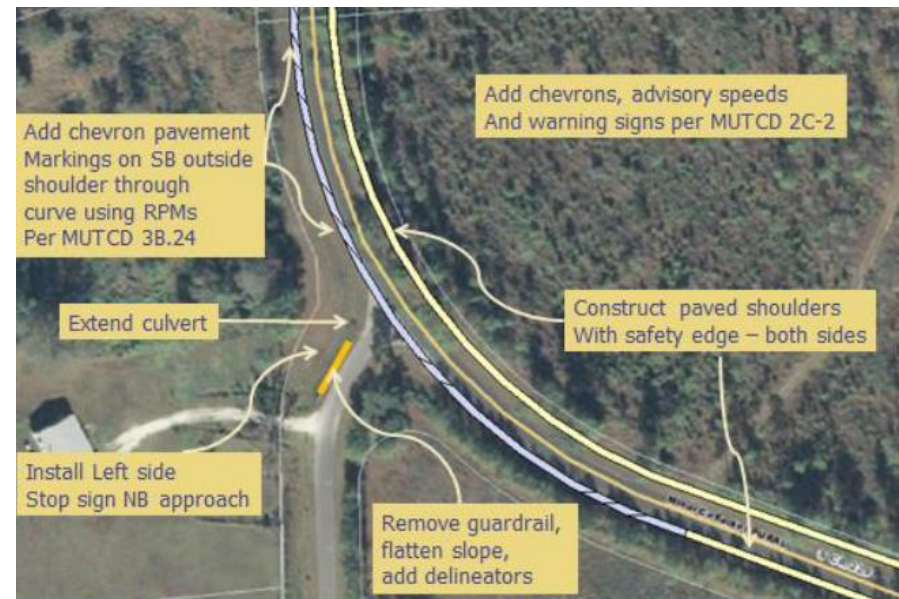 Add chevron pavement
Markings on SB outside
shoulder through
curve using RPMs
Per MUTCD 3B.24
Add chevrons, advisory speeds
And warning signs per MUTCD 2C-2
Extend culvert
Construct paved shoulders
With safety edge – both sides
Install Left side
Stop sign NB approach
Remove guardrail,
flatten slope,
add delineators